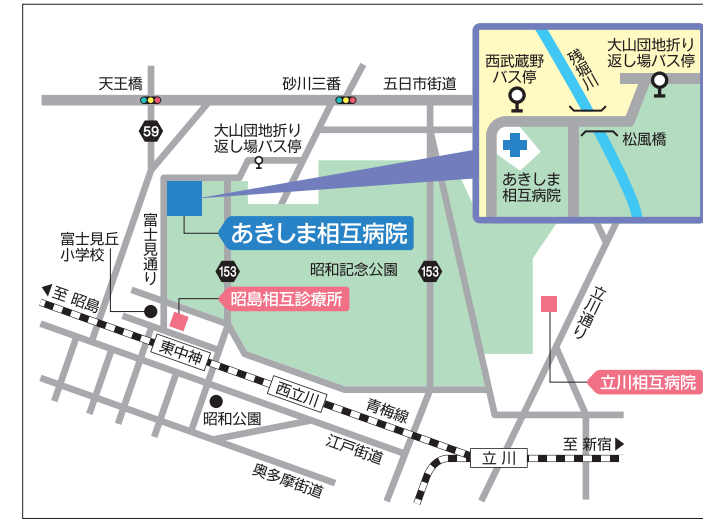 天王橋
砂川三番
五日市街道
59
大山団地折り
返し場バス停
西武蔵野
バス停
残堀川
大山団地折り
返し場バス停
松風橋
あきしま
相互病院
あきしま相互病院
富士見通り
富士見丘
小学校
153
昭和記念公園
153
昭島相互診療所
至 昭島
東中神
西立川
昭和公園
青梅線
江戸街道
奥多摩街道
立川通り
立川相互病院
立川
至 新宿